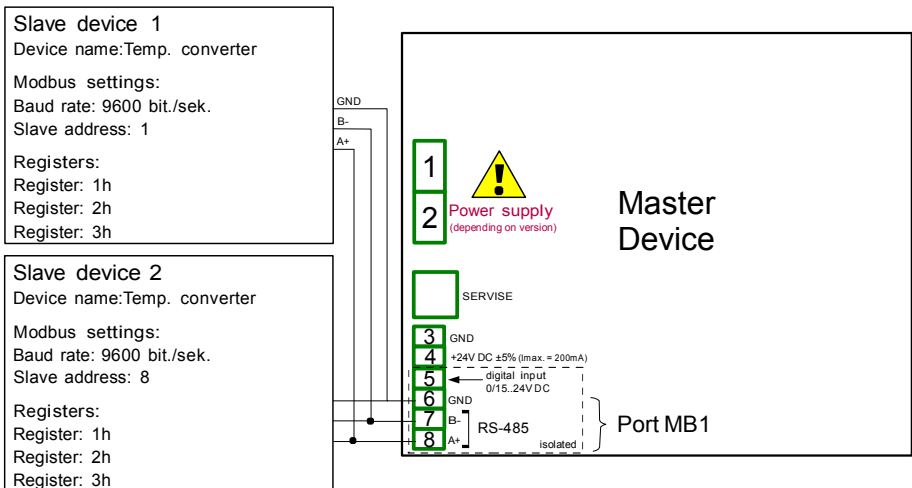 Slave device 1
Device name:Temp. converter
Modbus settings:
Baud rate: 9600 bit./sek.
Slave address: 1
Registers:
Register: 1h
Register: 2h
Register: 3h
GND
B-
A+
Slave device 2
Device name:Temp. converter
Modbus settings:
Baud rate: 9600 bit./sek.
Slave address: 8
Registers:
Register: 1h
Register: 2h
Register: 3h
1
2
!
Power supply
(depending on version)
Master
Device
SERVISE
3 GND
4 +24V DC ±5% (Imax. = 200mA)
5 digital input
0/15..24V DC
6 GND
7 B-
8 A+
RS-485
isolated
Port MB1